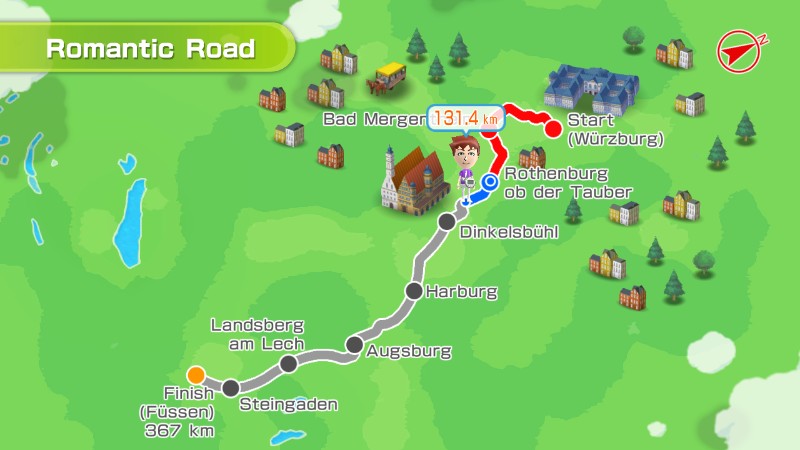 Romantic Road
N
Bad Mergen
131.4 km
Start
(Würzburg)
Rothenburg
ob der Tauber
Dinkelsbühl
Harburg
Landsberg
am Lech
Augsburg
Finish
(Füssen)
367 km
Steingaden